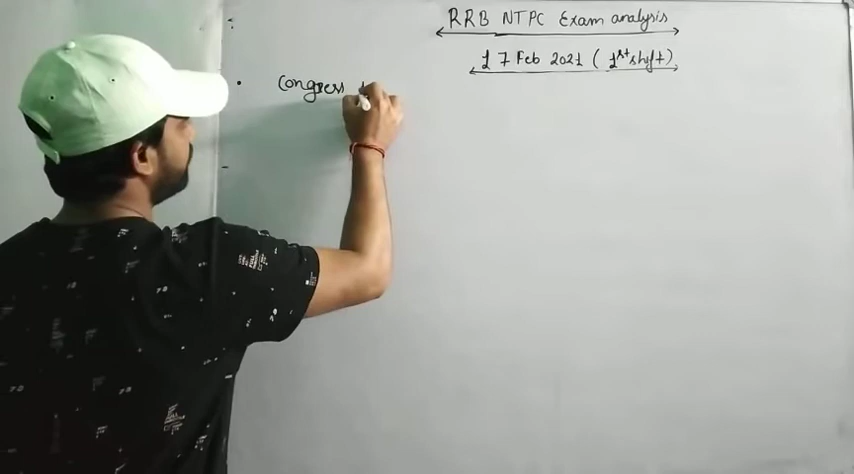 RRB NTPC Exam analysis
17 Feb 2021 (1st shift)
Congress